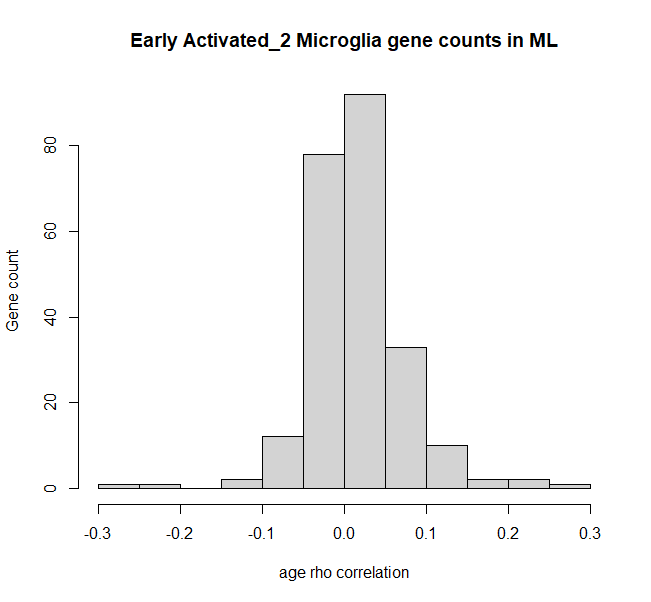 Early Activated_2 Microglia gene counts in ML
80
60
40
20
0
Gene count
-0.3 -0.2 -0.1 0.0 0.1 0.2 0.3
age rho correlation